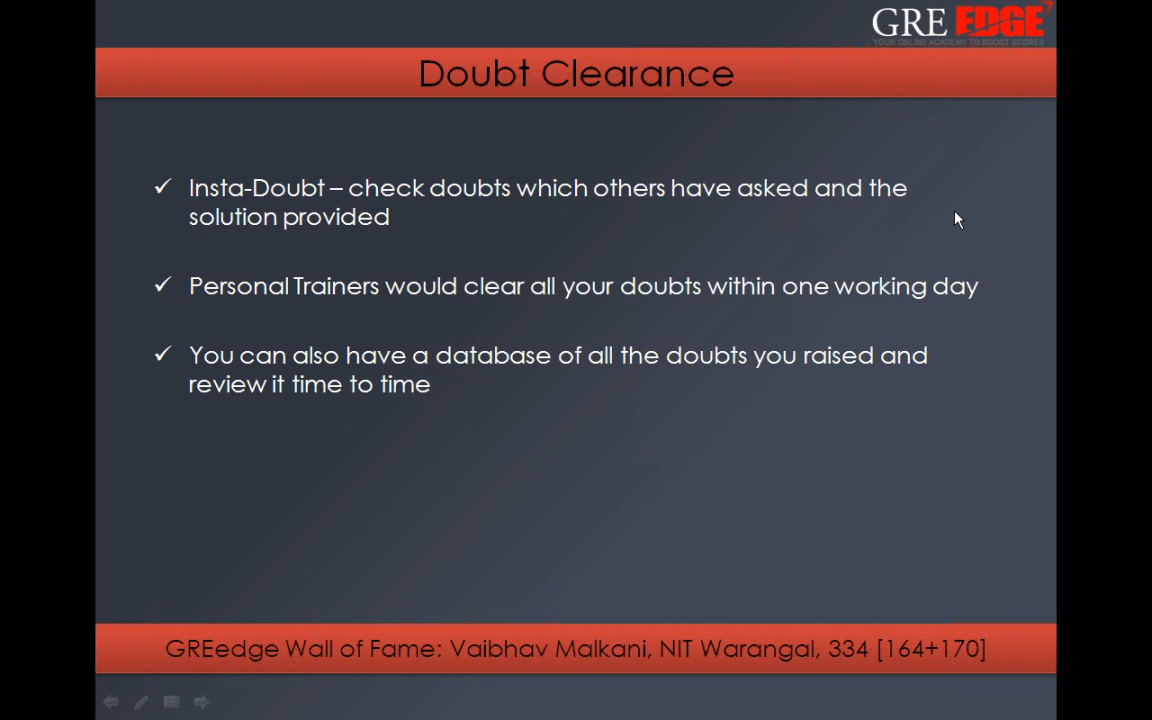 GRE EDGE
YOUR ONLINE ACADEMY TO BOOST SCORES
Doubt Clearance
✓ Insta-Doubt – check doubts which others have asked and the
solution provided
✓ Personal Trainers would clear all your doubts within one working day
✓ You can also have a database of all the doubts you raised and
review it time to time
GREedge Wall of Fame: Vaibhav Malkani, NIT Warangal, 334 [164+170]